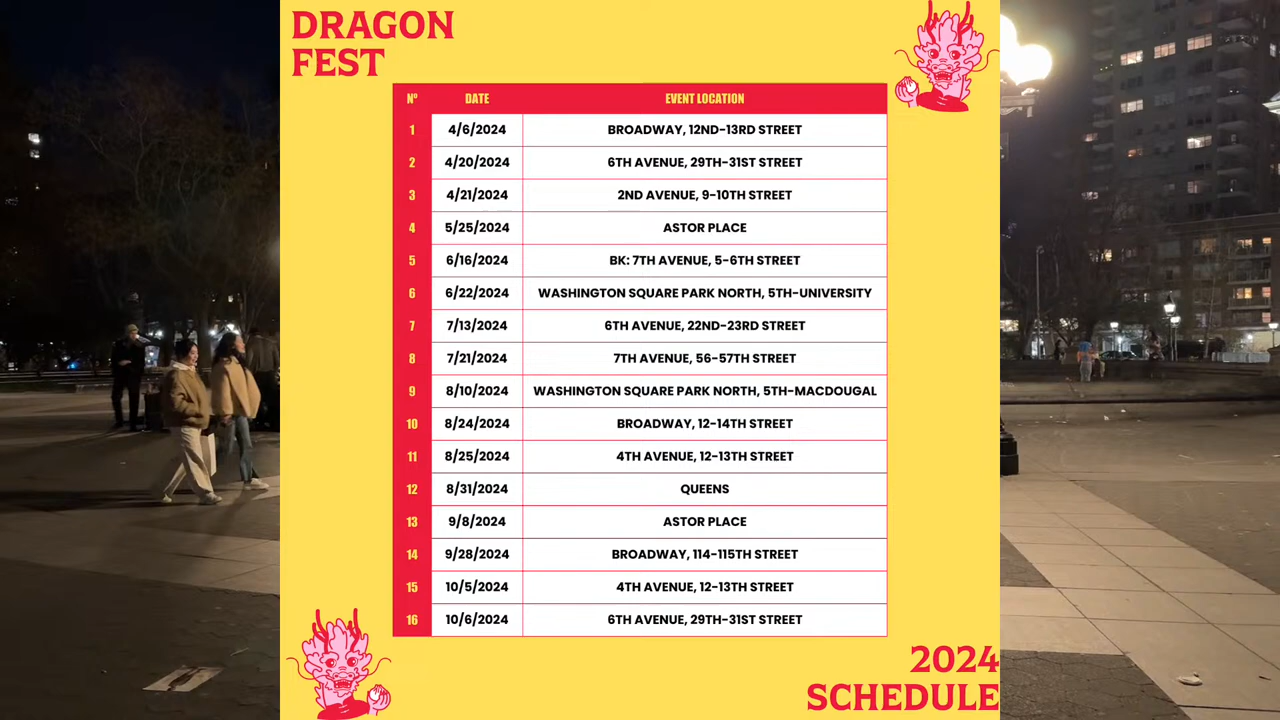 DRAGON
FEST
Nº DATE EVENT LOCATION
1 4/6/2024 BROADWAY, 12ND-13RD STREET
2 4/20/2024 6TH AVENUE, 29TH-31ST STREET
3 4/21/2024 2ND AVENUE, 9-10TH STREET
4 5/25/2024 ASTOR PLACE
5 6/16/2024 BK: 7TH AVENUE, 5-6TH STREET
6 6/22/2024 WASHINGTON SQUARE PARK NORTH, 5TH-UNIVERSITY
7 7/13/2024 6TH AVENUE, 22ND-23RD STREET
8 7/21/2024 7TH AVENUE, 56-57TH STREET
9 8/10/2024 WASHINGTON SQUARE PARK NORTH, 5TH-MACDOUGAL
10 8/24/2024 BROADWAY, 12-14TH STREET
11 8/25/2024 4TH AVENUE, 12-13TH STREET
12 8/31/2024 QUEENS
13 9/8/2024 ASTOR PLACE
14 9/28/2024 BROADWAY, 114-115TH STREET
15 10/5/2024 4TH AVENUE, 12-13TH STREET
16 10/6/2024 6TH AVENUE, 29TH-31ST STREET
2024
SCHEDULE